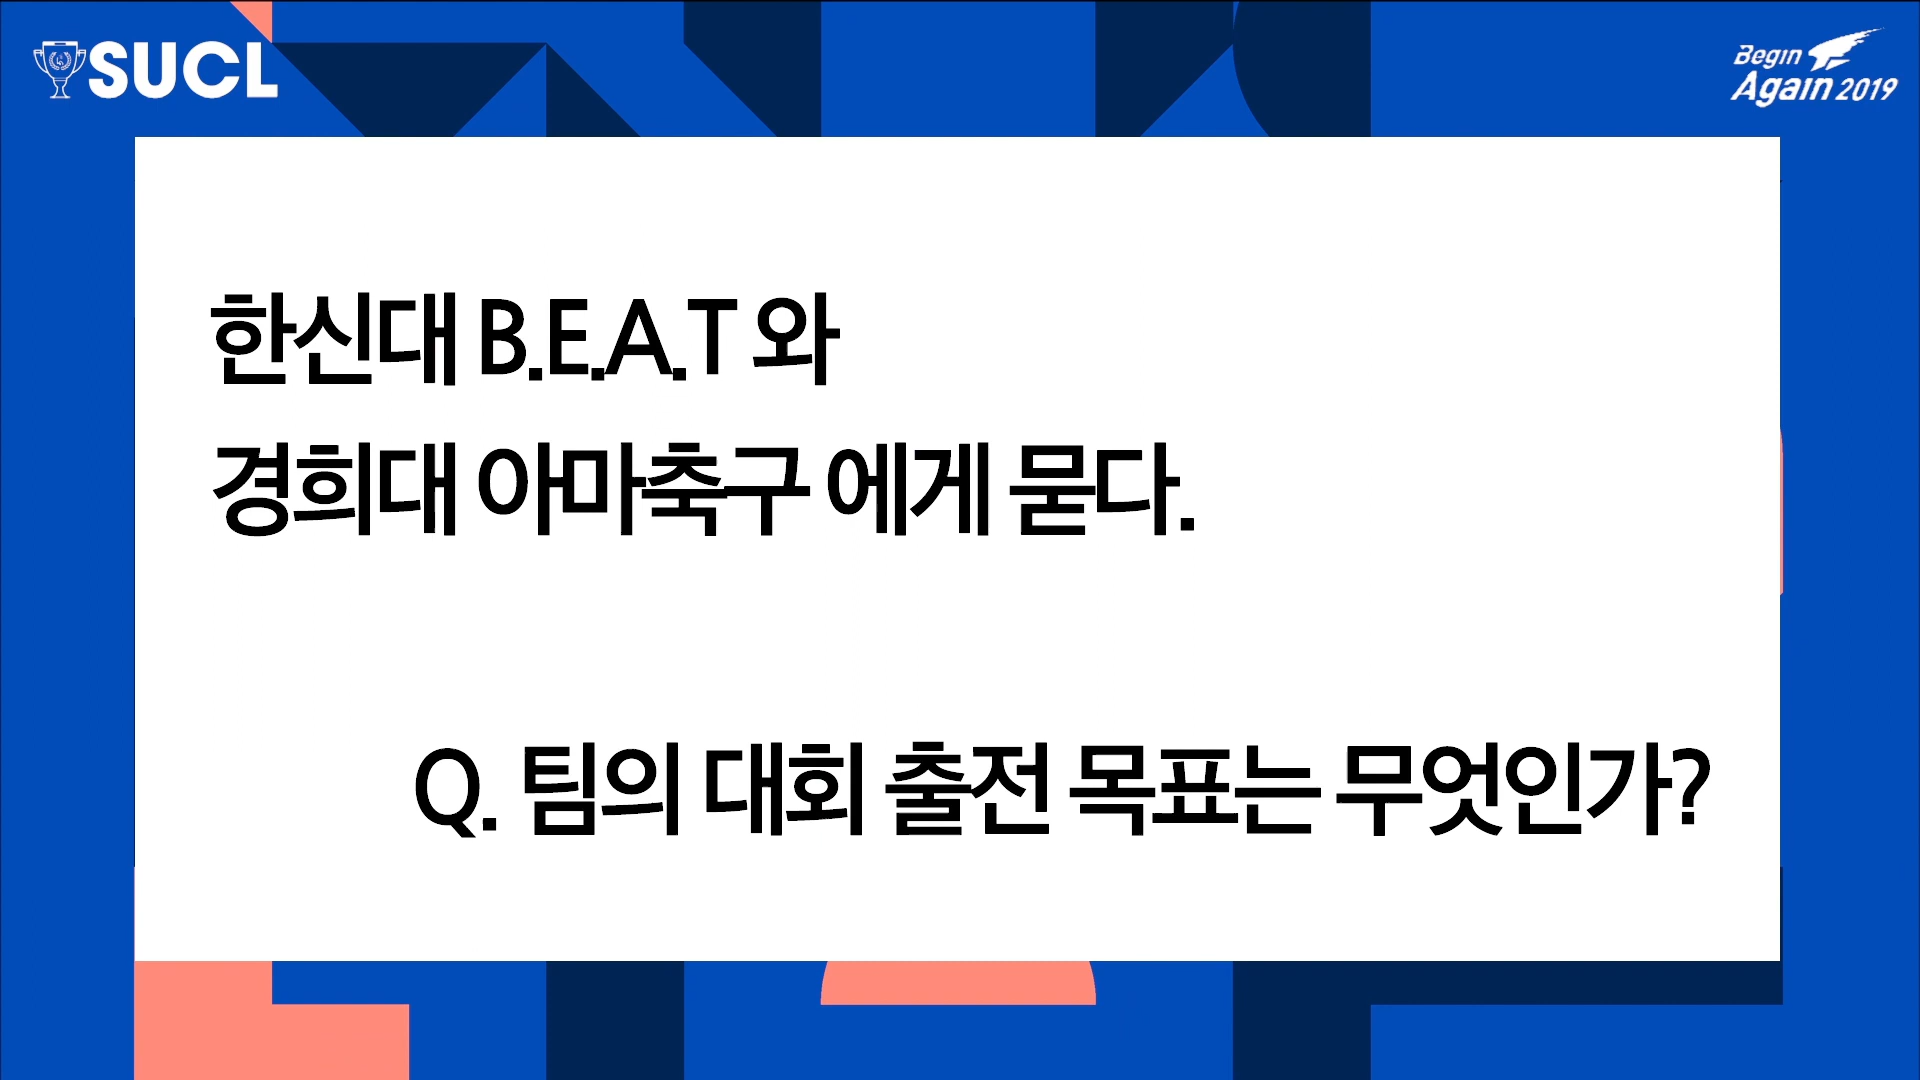 SUCL
Begin
Again 2019
한신대 B.E.A.T 와
경희대 아마축구 에게 묻다.
Q. 팀의 대회 출전 목표는 무엇인가?